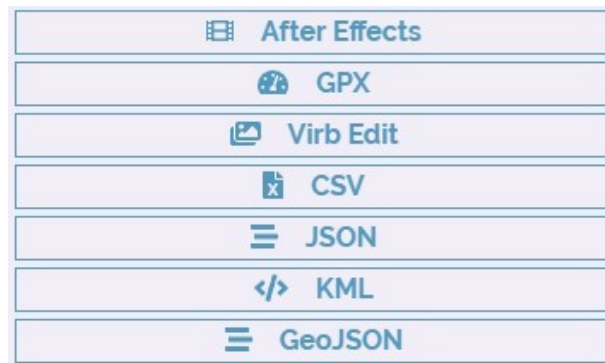 After Effects
GPX
Virb Edit
CSV
JSON
KML
GeoJSON